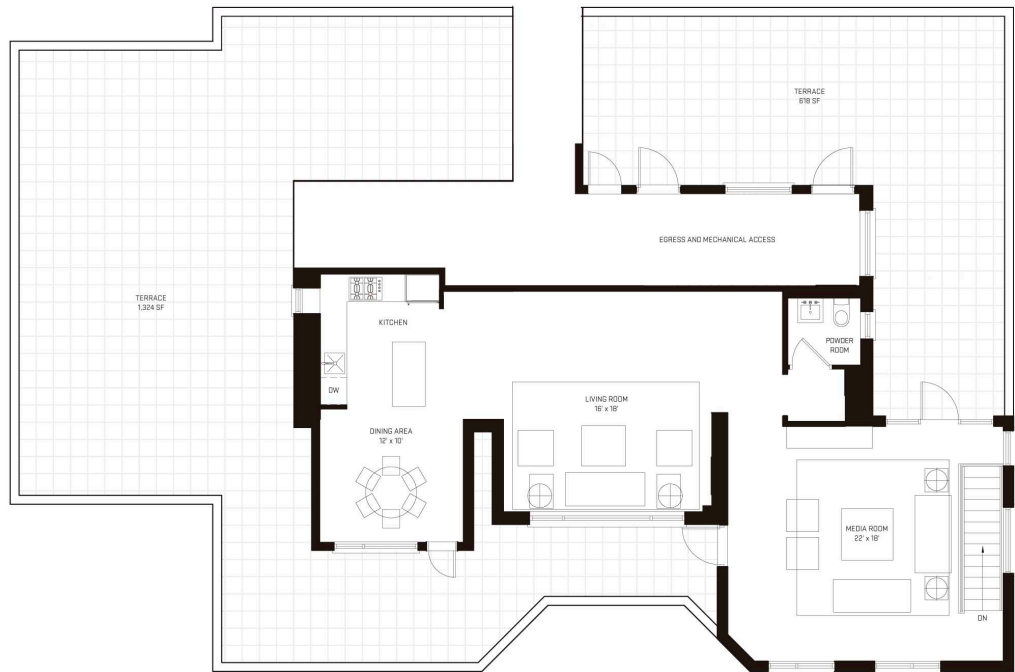 TERRACE
618 SF
EGRESS AND MECHANICAL ACCESS
TERRACE
1,324 SF
KITCHEN
POWDER
ROOM
DW
LIVING ROOM
16' x 18'
DINING AREA
12' x 10'
MEDIA ROOM
22' x 18'
DN